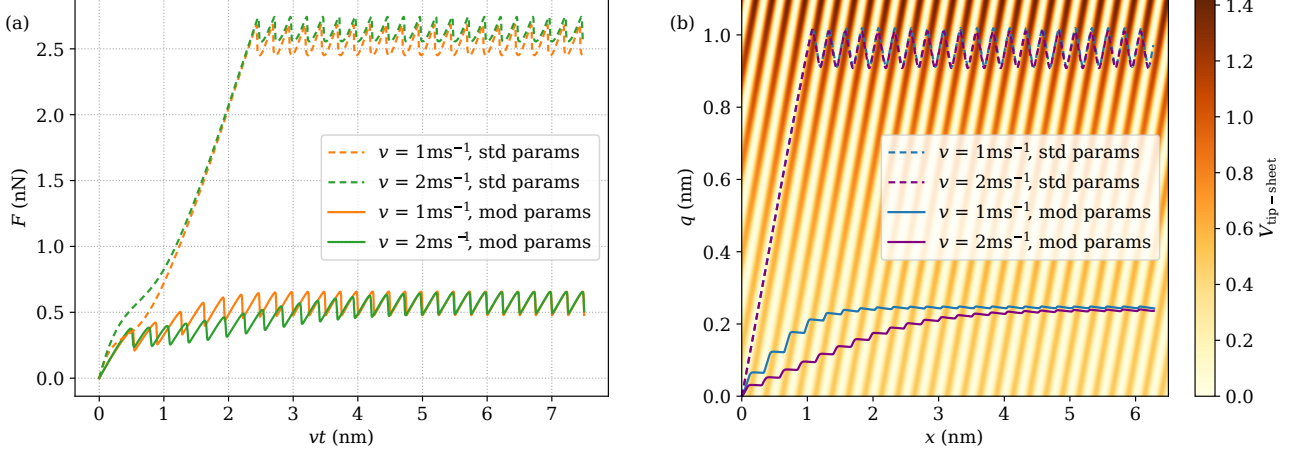 (a)
2.5
2.0
1.5
1.0
0.5
0.0
F (nN)
v = 1ms⁻¹, std params
v = 2ms⁻¹, std params
v = 1ms⁻¹, mod params
v = 2ms⁻¹, mod params
0 1 2 3 4 5 6 7
vt (nm)
(b)
1.0
0.8
0.6
0.4
0.2
0.0
q (nm)
v = 1ms⁻¹, std params
v = 2ms⁻¹, std params
v = 1ms⁻¹, mod params
v = 2ms⁻¹, mod params
0 1 2 3 4 5 6
x (nm)
1.4
1.2
1.0
0.8
0.6
0.4
0.2
0.0
V_tip−sheet